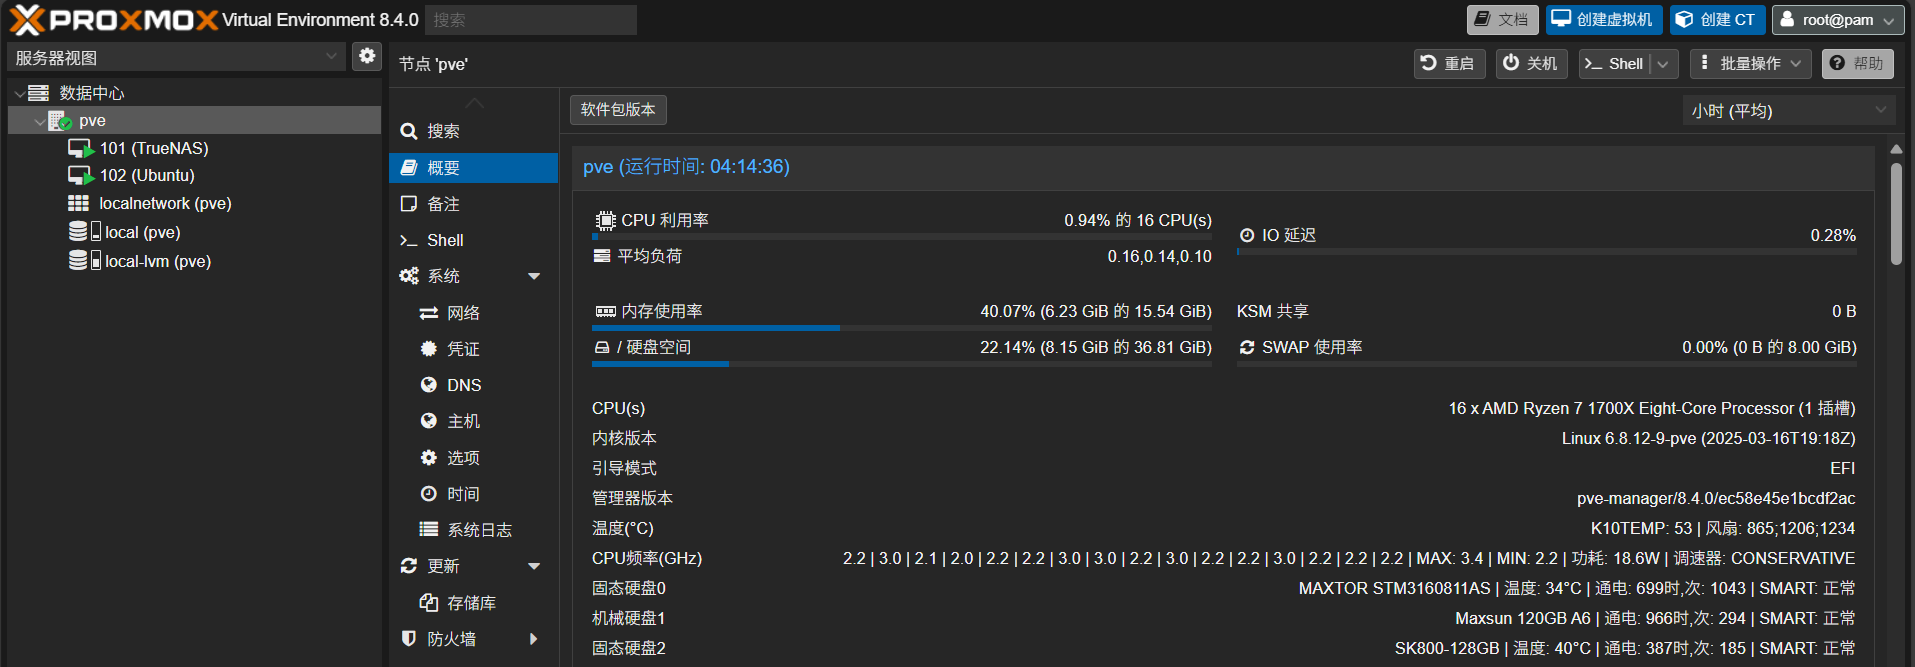 PROXMOX Virtual Environment 8.4.0 搜索 文档 创建虚拟机 创建 CT root@pam
服务器视图
数据中心
pve
101 (TrueNAS)
102 (Ubuntu)
localnetwork (pve)
local (pve)
local-lvm (pve)
节点 'pve' 重启 关机 Shell 批量操作 帮助
搜索
概要
备注
Shell
系统
网络
凭证
DNS
主机
选项
时间
系统日志
更新
存储库
防火墙
软件包版本 小时 (平均)
pve (运行时间: 04:14:36)
CPU 利用率 0.94% 的 16 CPU(s)
IO 延迟 0.28%
平均负荷 0.16,0.14,0.10
内存使用率 40.07% (6.23 GiB 的 15.54 GiB)
KSM 共享 0 B
/ 硬盘空间 22.14% (8.15 GiB 的 36.81 GiB)
SWAP 使用率 0.00% (0 B 的 8.00 GiB)
CPU(s) 16 x AMD Ryzen 7 1700X Eight-Core Processor (1 插槽)
内核版本 Linux 6.8.12-9-pve (2025-03-16T19:18Z)
引导模式 EFI
管理器版本 pve-manager/8.4.0/ec58e45e1bcdf2ac
温度(°C) K10TEMP: 53 | 风扇: 865;1206;1234
CPU频率(GHz) 2.2 | 3.0 | 2.1 | 2.0 | 2.2 | 2.2 | 3.0 | 3.0 | 2.2 | 3.0 | 2.2 | 2.2 | 3.0 | 2.2 | 2.2 | 2.2 | MAX: 3.4 | MIN: 2.2 | 功耗: 18.6W | 调速器: CONSERVATIVE
固态硬盘0 MAXTOR STM3160811AS | 温度: 34°C | 通电: 699时,次: 1043 | SMART: 正常
机械硬盘1 Maxsun 120GB A6 | 通电: 966时,次: 294 | SMART: 正常
固态硬盘2 SK800-128GB | 温度: 40°C | 通电: 387时,次: 185 | SMART: 正常